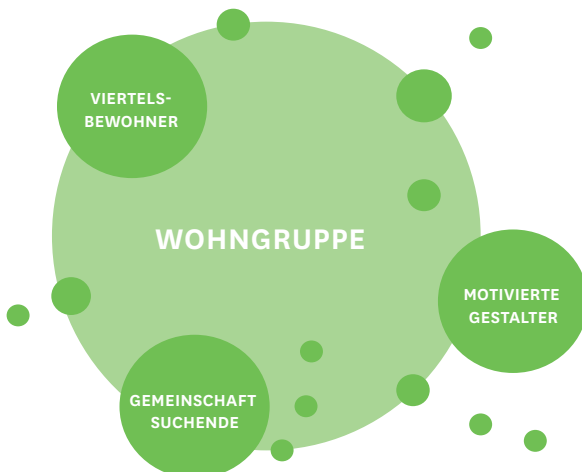 VIERTELS-
BEWOHNER
WOHNGRUPPE
MOTIVIERTE
GESTALTER
GEMEINSCHAFT
SUCHENDE